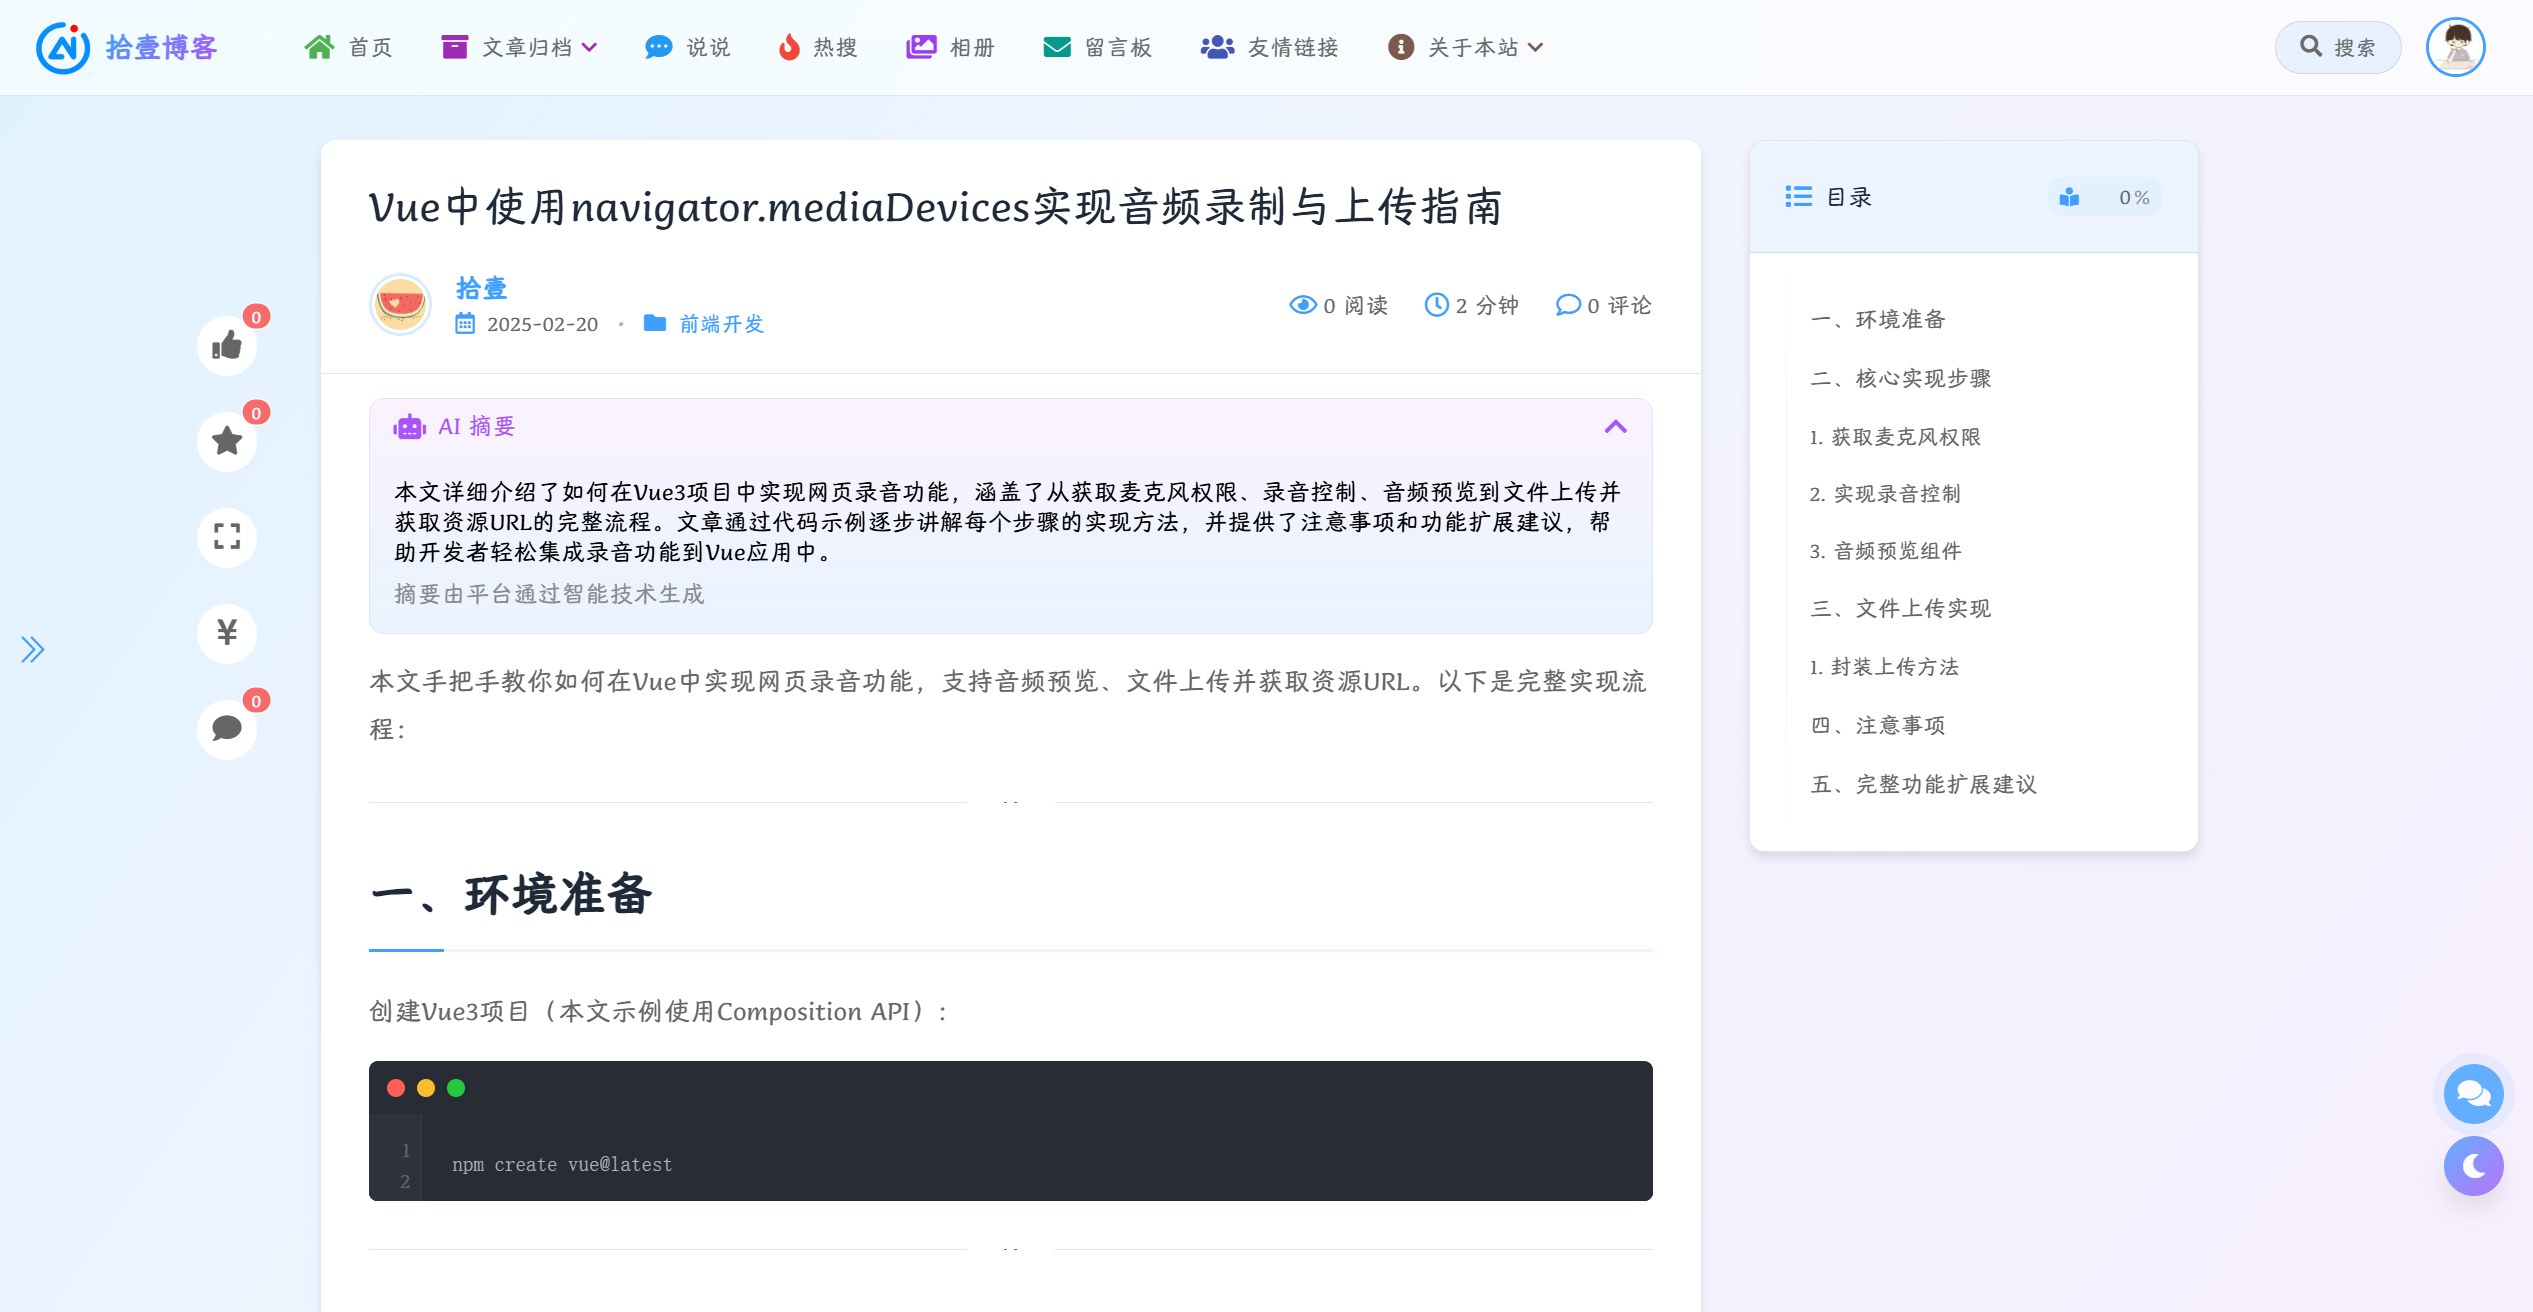 拾壹博客
首页
文章归档
说说
热搜
相册
留言板
友情链接
关于本站
搜索
Vue中使用navigator.mediaDevices实现音频录制与上传指南
拾壹
2025-02-20 · 前端开发
0 阅读
2 分钟
0 评论
0
0
¥
0
AI 摘要
本文详细介绍了如何在Vue3项目中实现网页录音功能，涵盖了从获取麦克风权限、录音控制、音频预览到文件上传并
获取资源URL的完整流程。文章通过代码示例逐步讲解每个步骤的实现方法，并提供了注意事项和功能扩展建议，帮
助开发者轻松集成录音功能到Vue应用中。
摘要由平台通过智能技术生成
本文手把手教你如何在Vue中实现网页录音功能，支持音频预览、文件上传并获取资源URL。以下是完整实现流
程：
一、环境准备
创建Vue3项目（本文示例使用Composition API）：
1
2
npm create vue@latest
目录
0%
一、环境准备
二、核心实现步骤
1. 获取麦克风权限
2. 实现录音控制
3. 音频预览组件
三、文件上传实现
1. 封装上传方法
四、注意事项
五、完整功能扩展建议